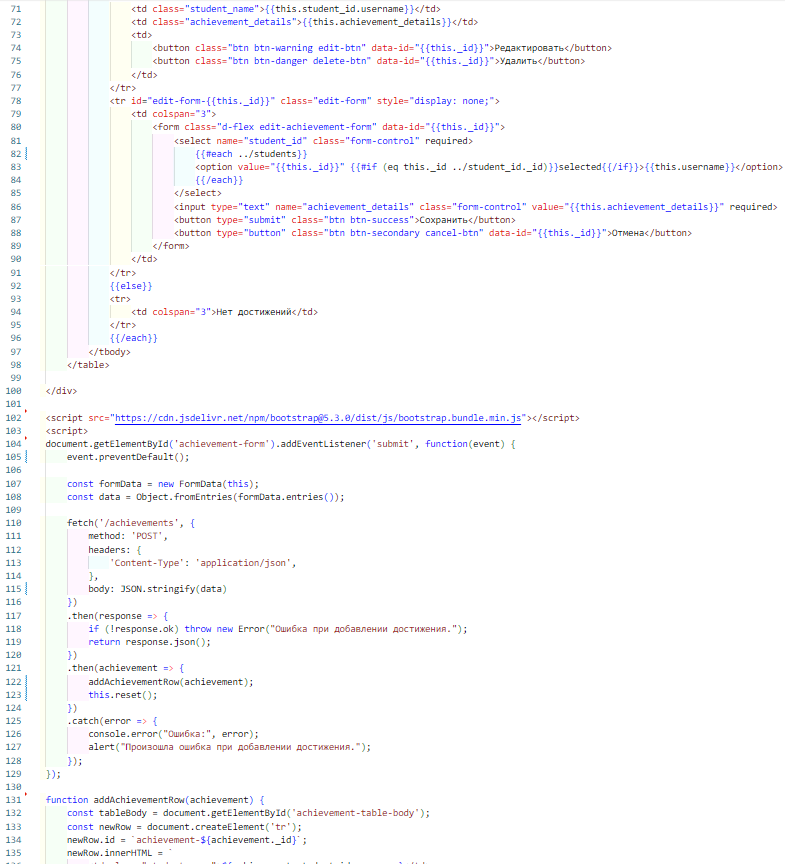 71 <td class="student_name">{{this.student_id.username}}</td>
72 <td class="achievement_details">{{this.achievement_details}}</td>
73 <td>
74 <button class="btn btn-warning edit-btn" data-id="{{this._id}}">Редактировать</button>
75 <button class="btn btn-danger delete-btn" data-id="{{this._id}}">Удалить</button>
76 </td>
77 </tr>
78 <tr id="edit-form-{{this._id}}" class="edit-form" style="display: none;">
79 <td colspan="3">
80 <form class="d-flex edit-achievement-form" data-id="{{this._id}}">
81 <select name="student_id" class="form-control" required>
82 {{#each ../students}}
83 <option value="{{this._id}}" {{#if (eq this._id ../student_id._id)}}selected{{/if}}>{{this.username}}</option>
84 {{/each}}
85 </select>
86 <input type="text" name="achievement_details" class="form-control" value="{{this.achievement_details}}" required>
87 <button type="submit" class="btn btn-success">Сохранить</button>
88 <button type="button" class="btn btn-secondary cancel-btn" data-id="{{this._id}}">Отмена</button>
89 </form>
90 </td>
91 </tr>
92 {{else}}
93 <tr>
94 <td colspan="3">Нет достижений</td>
95 </tr>
96 {{/each}}
97 </tbody>
98 </table>
99
100 </div>
101
102 <script src="https://cdn.jsdelivr.net/npm/bootstrap@5.3.0/dist/js/bootstrap.bundle.min.js"></script>
103 <script>
104 document.getElementById('achievement-form').addEventListener('submit', function(event) {
105 event.preventDefault();
106
107 const formData = new FormData(this);
108 const data = Object.fromEntries(formData.entries());
109
110 fetch('/achievements', {
111 method: 'POST',
112 headers: {
113 'Content-Type': 'application/json',
114 },
115 body: JSON.stringify(data)
116 })
117 .then(response => {
118 if (!response.ok) throw new Error("Ошибка при добавлении достижения.");
119 return response.json();
120 })
121 .then(achievement => {
122 addAchievementRow(achievement);
123 this.reset();
124 })
125 .catch(error => {
126 console.error("Ошибка:", error);
127 alert("Произошла ошибка при добавлении достижения.");
128 });
129 });
130
131 function addAchievementRow(achievement) {
132 const tableBody = document.getElementById('achievement-table-body');
133 const newRow = document.createElement('tr');
134 newRow.id = `achievement-${achievement._id}`;
135 newRow.innerHTML = `